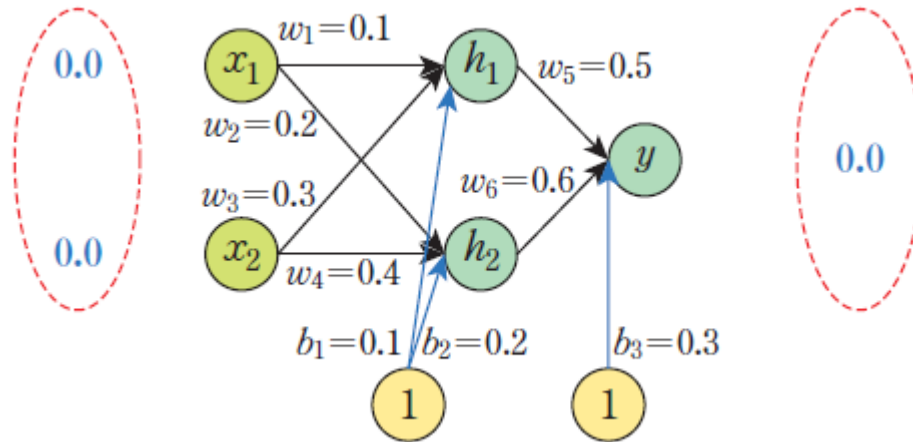 0.0
x₁
w₁=0.1
h₁
w₅=0.5
w₂=0.2
y
0.0
w₃=0.3
w₆=0.6
0.0
x₂
w₄=0.4
h₂
b₁=0.1
b₂=0.2
b₃=0.3
1
1